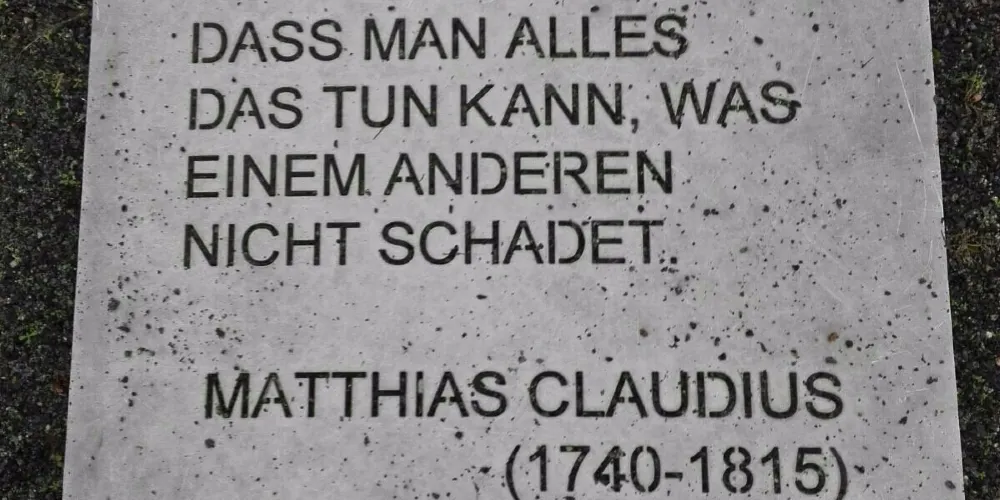 DASS MAN ALLES
DAS TUN KANN, WAS
EINEM ANDEREN
NICHT SCHADET.
MATTHIAS CLAUDIUS
(1740-1815)